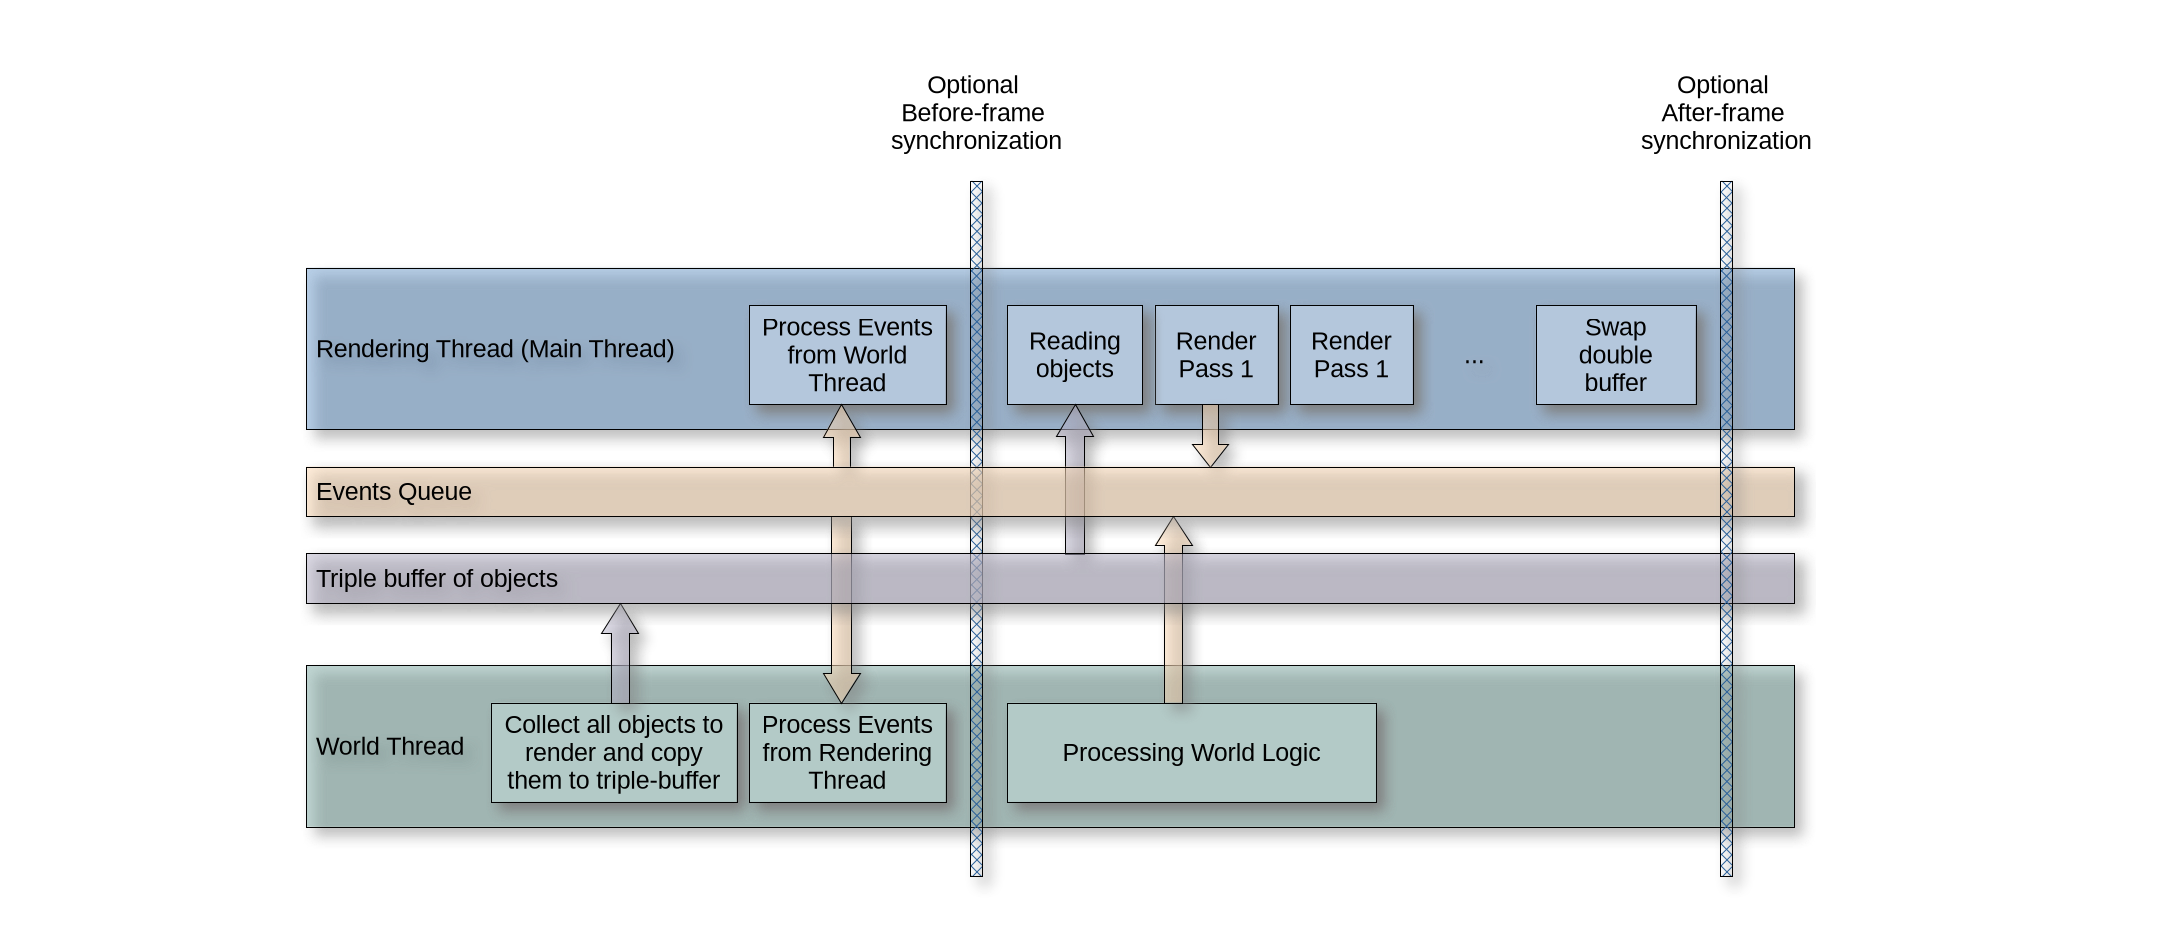 Optional
Before-frame
synchronization
Optional
After-frame
synchronization
Rendering Thread (Main Thread)
Process Events
from World
Thread
Reading
objects
Render
Pass 1
Render
Pass 1
...
Swap
double
buffer
Events Queue
Triple buffer of objects
World Thread
Collect all objects to
render and copy
them to triple-buffer
Process Events
from Rendering
Thread
Processing World Logic